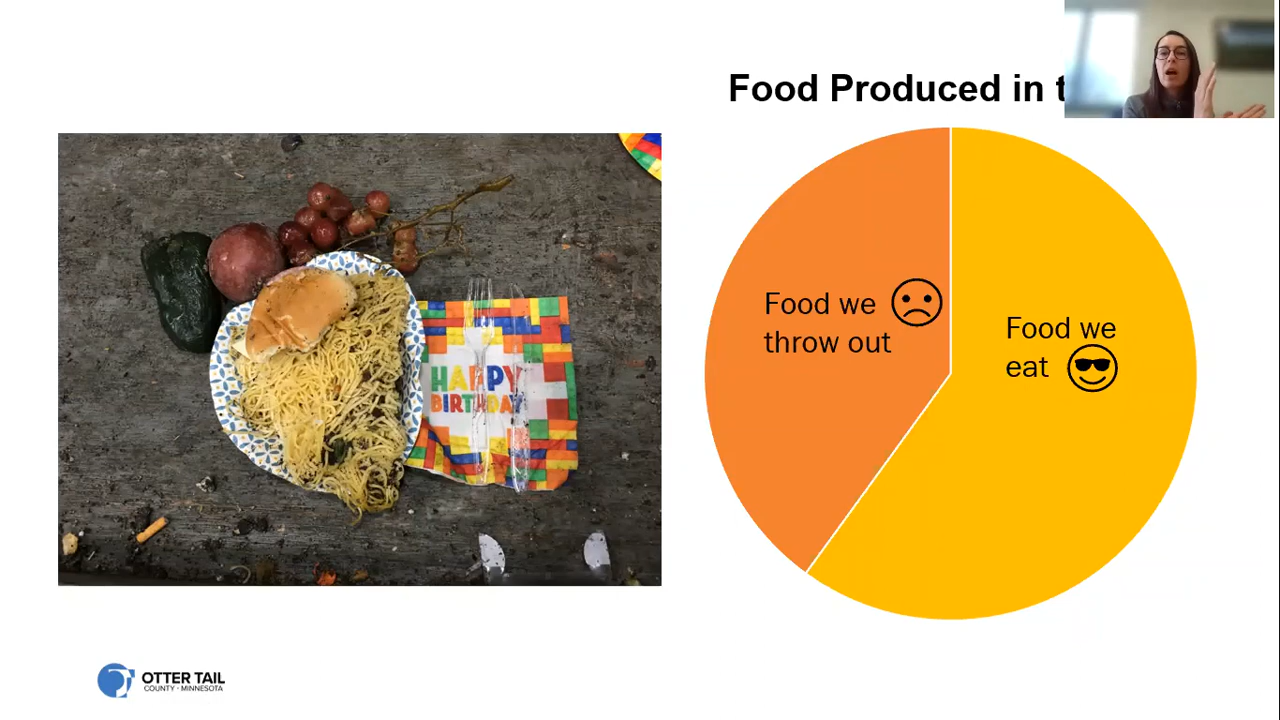 Food Produced in t
HAPPY
BIRTHDAY
Food we
throw out
Food we
eat
OTTER TAIL
COUNTY · MINNESOTA